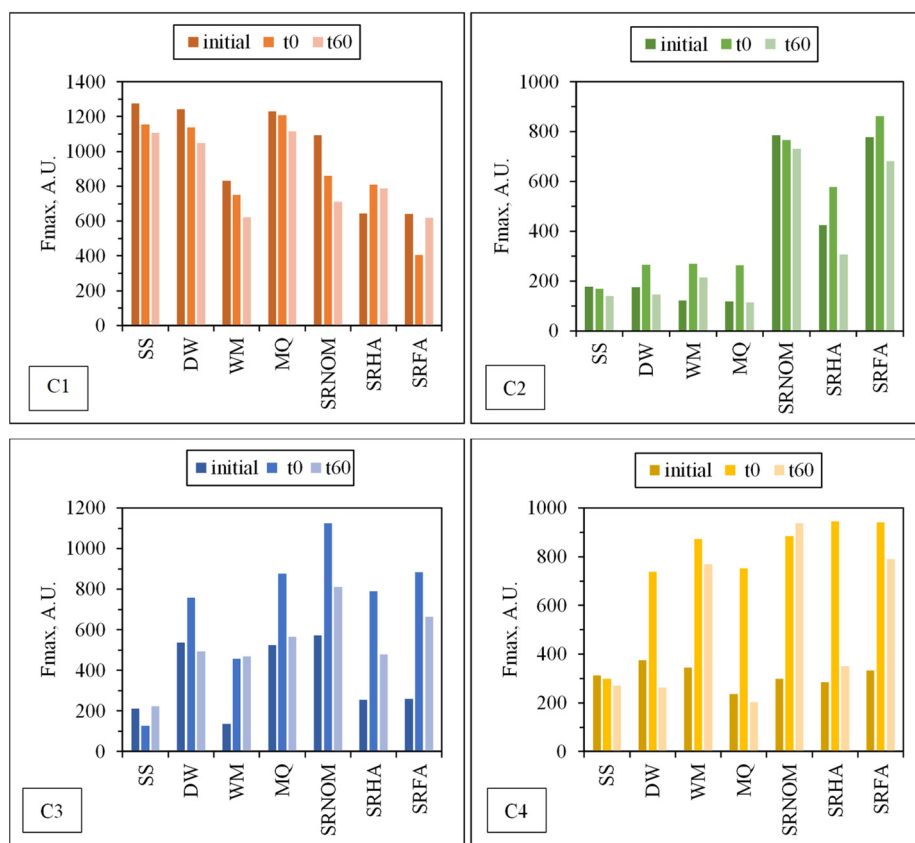 initial t0 t60
1400
1200
1000
800
600
400
200
0
Fmax, A.U.
SS DW WM MQ SRNOM SRHA SRFA
C1
initial t0 t60
1000
800
600
400
200
0
Fmax, A.U.
SS DW WM MQ SRNOM SRHA SRFA
C2
initial t0 t60
1200
1000
800
600
400
200
0
Fmax, A.U.
SS DW WM MQ SRNOM SRHA SRFA
C3
initial t0 t60
1000
800
600
400
200
0
Fmax, A.U.
SS DW WM MQ SRNOM SRHA SRFA
C4